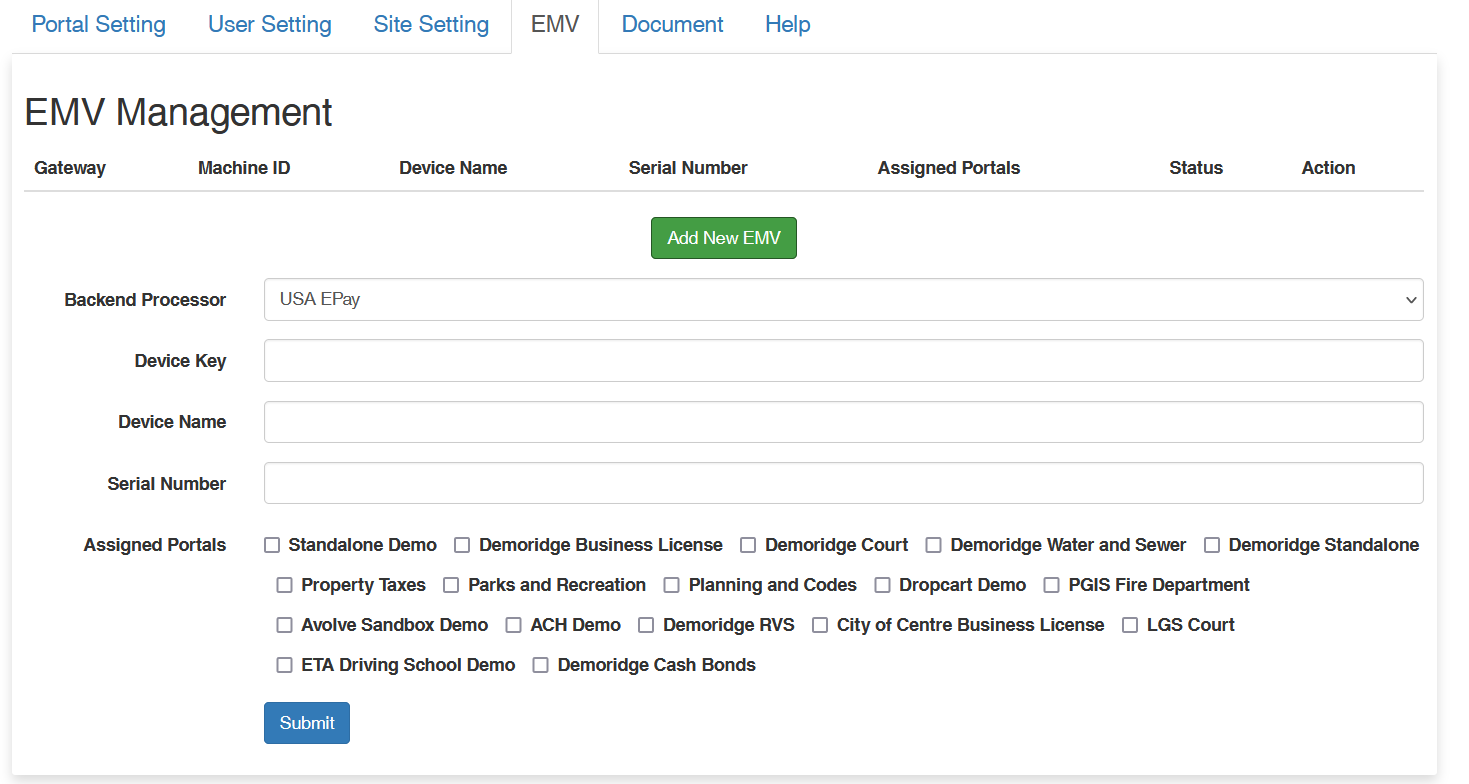 Portal Setting User Setting Site Setting EMV Document Help
EMV Management
Gateway Machine ID Device Name Serial Number Assigned Portals Status Action
Add New EMV
Backend Processor USA EPay
Device Key
Device Name
Serial Number
Assigned Portals Standalone Demo Demoridge Business License Demoridge Court Demoridge Water and Sewer Demoridge Standalone
Property Taxes Parks and Recreation Planning and Codes Dropcart Demo PGIS Fire Department
Avolve Sandbox Demo ACH Demo Demoridge RVS City of Centre Business License LGS Court
ETA Driving School Demo Demoridge Cash Bonds
Submit